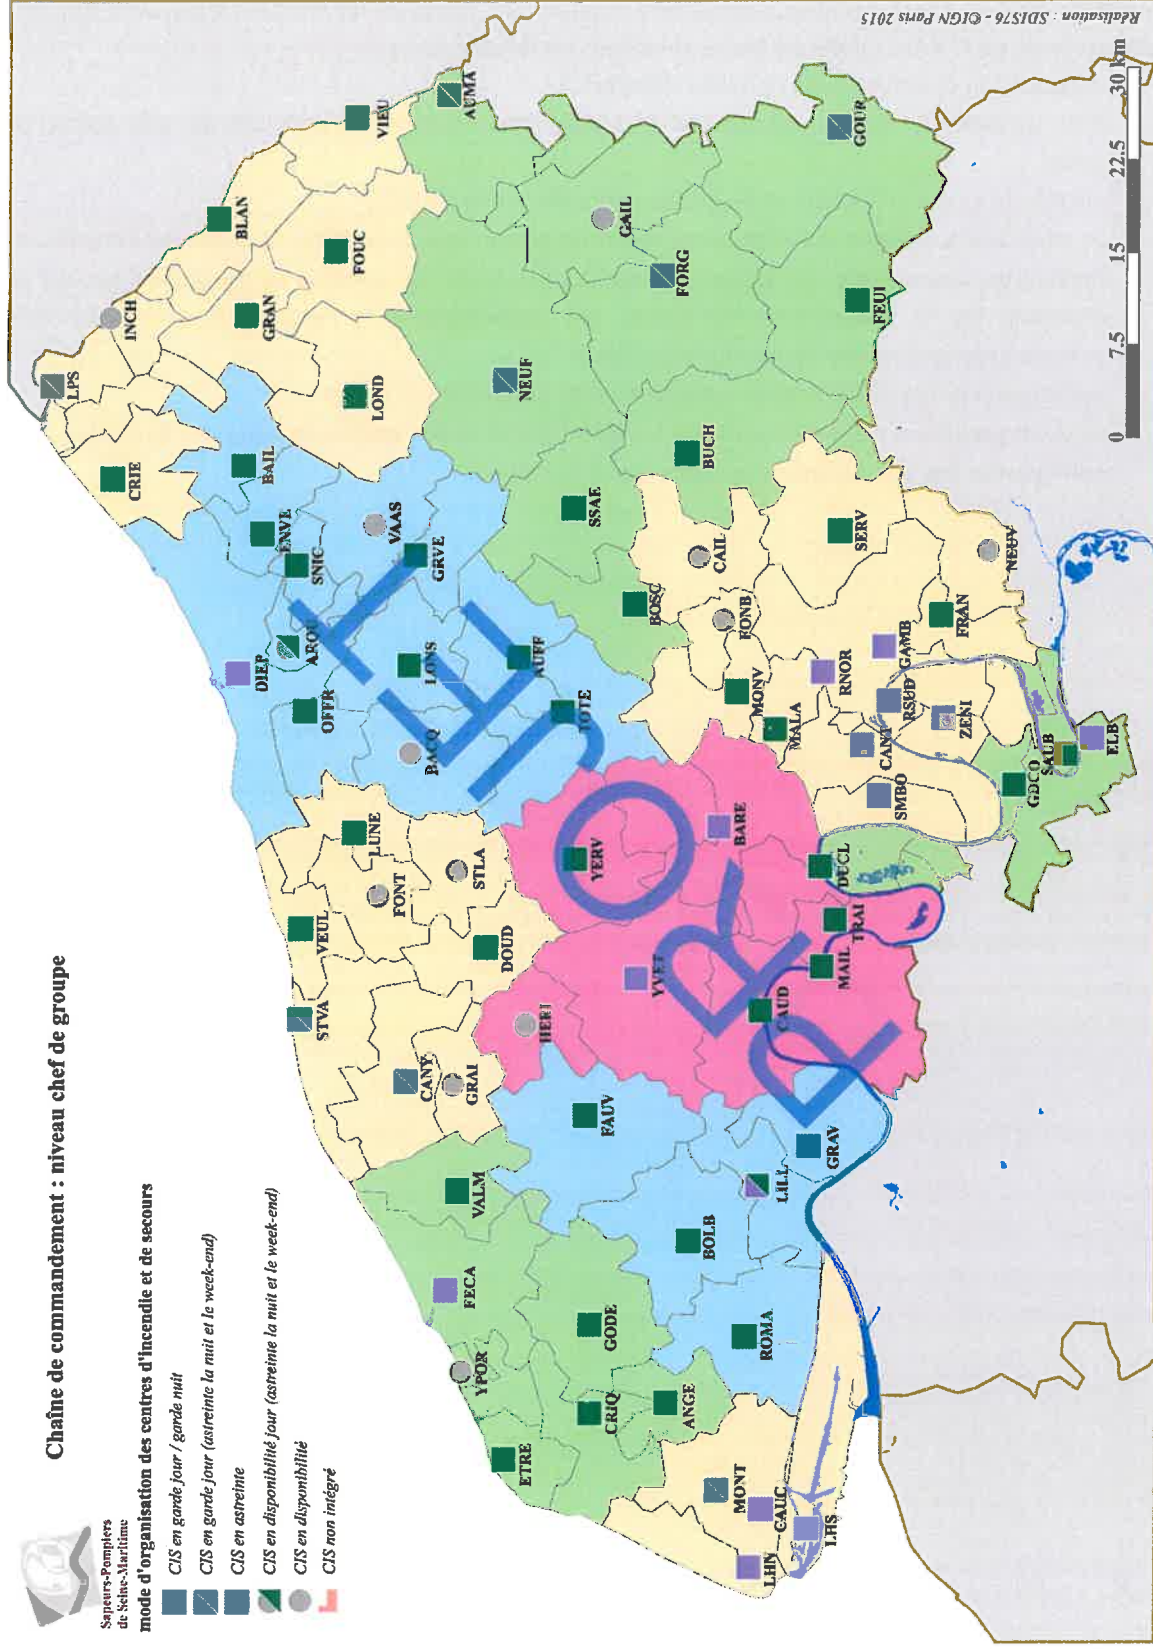 Chaîne de commandement : niveau chef de groupe
Sapeurs-Pompiers
de Seine-Maritime
mode d'organisation des centres d'incendie et de secours
CIS en garde jour / garde nuit
CIS en garde jour (astreinte la nuit et le week-end)
CIS en astreinte
CIS en disponibilité jour (astreinte la nuit et le week-end)
CIS en disponibilité
CIS non intégré
PROJET
LPS
INCH
BLAN
VIEU
AUMA
CRIE
GRAN
FOUC
BAIL
LOND
ENVE
SNIC
VAAS
GRVE
DIEP
ARQU
OFFR
LONS
BACQ
AUFF
TOTE
NEUF
GAIL
FORG
GOUR
FEUI
BUCH
SSAE
BOSC
CAIL
FONB
SERV
NEUV
MONV
MALA
RNOR
GAMB
FRAN
RSUD
CANT
ZESI
SMBO
GDCO
SAUB
ELB
LUNE
VEUL
FONT
STLA
STVA
DOUD
CANY
GRAI
YERV
BARE
HERI
YVET
DUCL
TRAI
MAIL
CAUD
VALM
FAUV
FECA
LILL
GRAV
BOLB
YPOR
GODE
ROMA
ETRE
CRIQ
ANGE
MONT
CAUC
LHN
LHS
0 7.5 15 22.5 30 km
Réalisation : SDIS76 - ©IGN Paris 2015